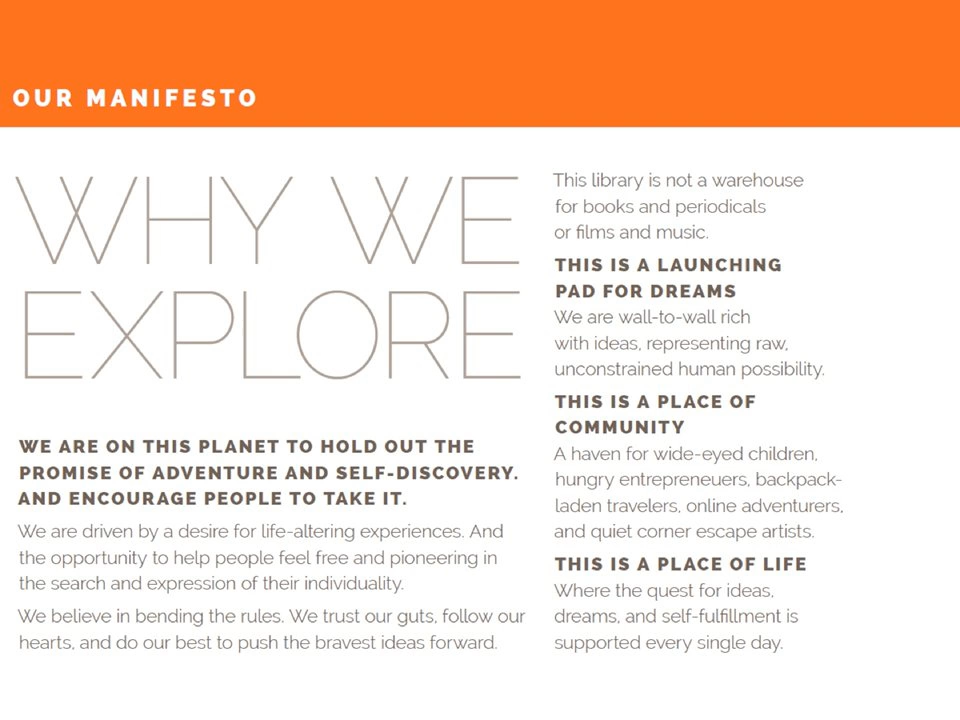 OUR MANIFESTO
WHY WE
EXPLORE
WE ARE ON THIS PLANET TO HOLD OUT THE
PROMISE OF ADVENTURE AND SELF-DISCOVERY.
AND ENCOURAGE PEOPLE TO TAKE IT.
We are driven by a desire for life-altering experiences. And
the opportunity to help people feel free and pioneering in
the search and expression of their individuality.
We believe in bending the rules. We trust our guts, follow our
hearts, and do our best to push the bravest ideas forward.
This library is not a warehouse
for books and periodicals
or films and music.
THIS IS A LAUNCHING
PAD FOR DREAMS
We are wall-to-wall rich
with ideas, representing raw,
unconstrained human possibility.
THIS IS A PLACE OF
COMMUNITY
A haven for wide-eyed children,
hungry entrepreneuers, backpack-
laden travelers, online adventurers,
and quiet corner escape artists.
THIS IS A PLACE OF LIFE
Where the quest for ideas,
dreams, and self-fulfillment is
supported every single day.